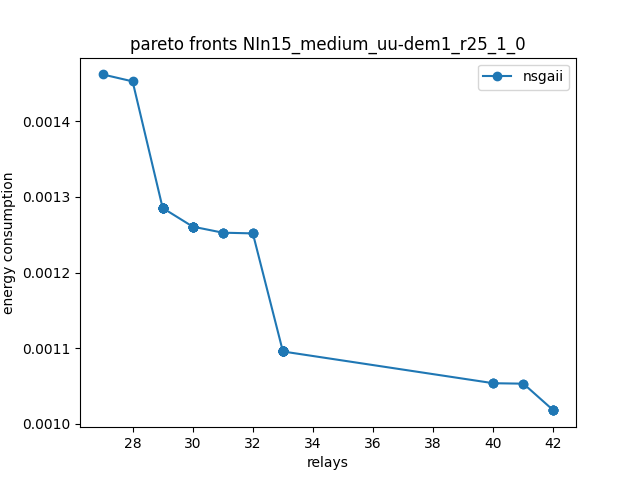 pareto fronts NIn15_medium_uu-dem1_r25_1_0
nsgaii
energy consumption
0.0014
0.0013
0.0012
0.0011
0.0010
28 30 32 34 36 38 40 42
relays